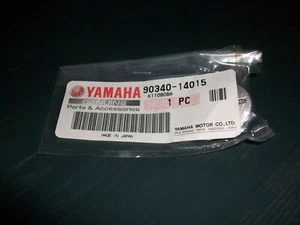 YAMAHA
90340-14015
GENUINE
Parts & Accessories
1 PC
MADE IN JAPAN
YAMAHA MOTOR CO., LTD.